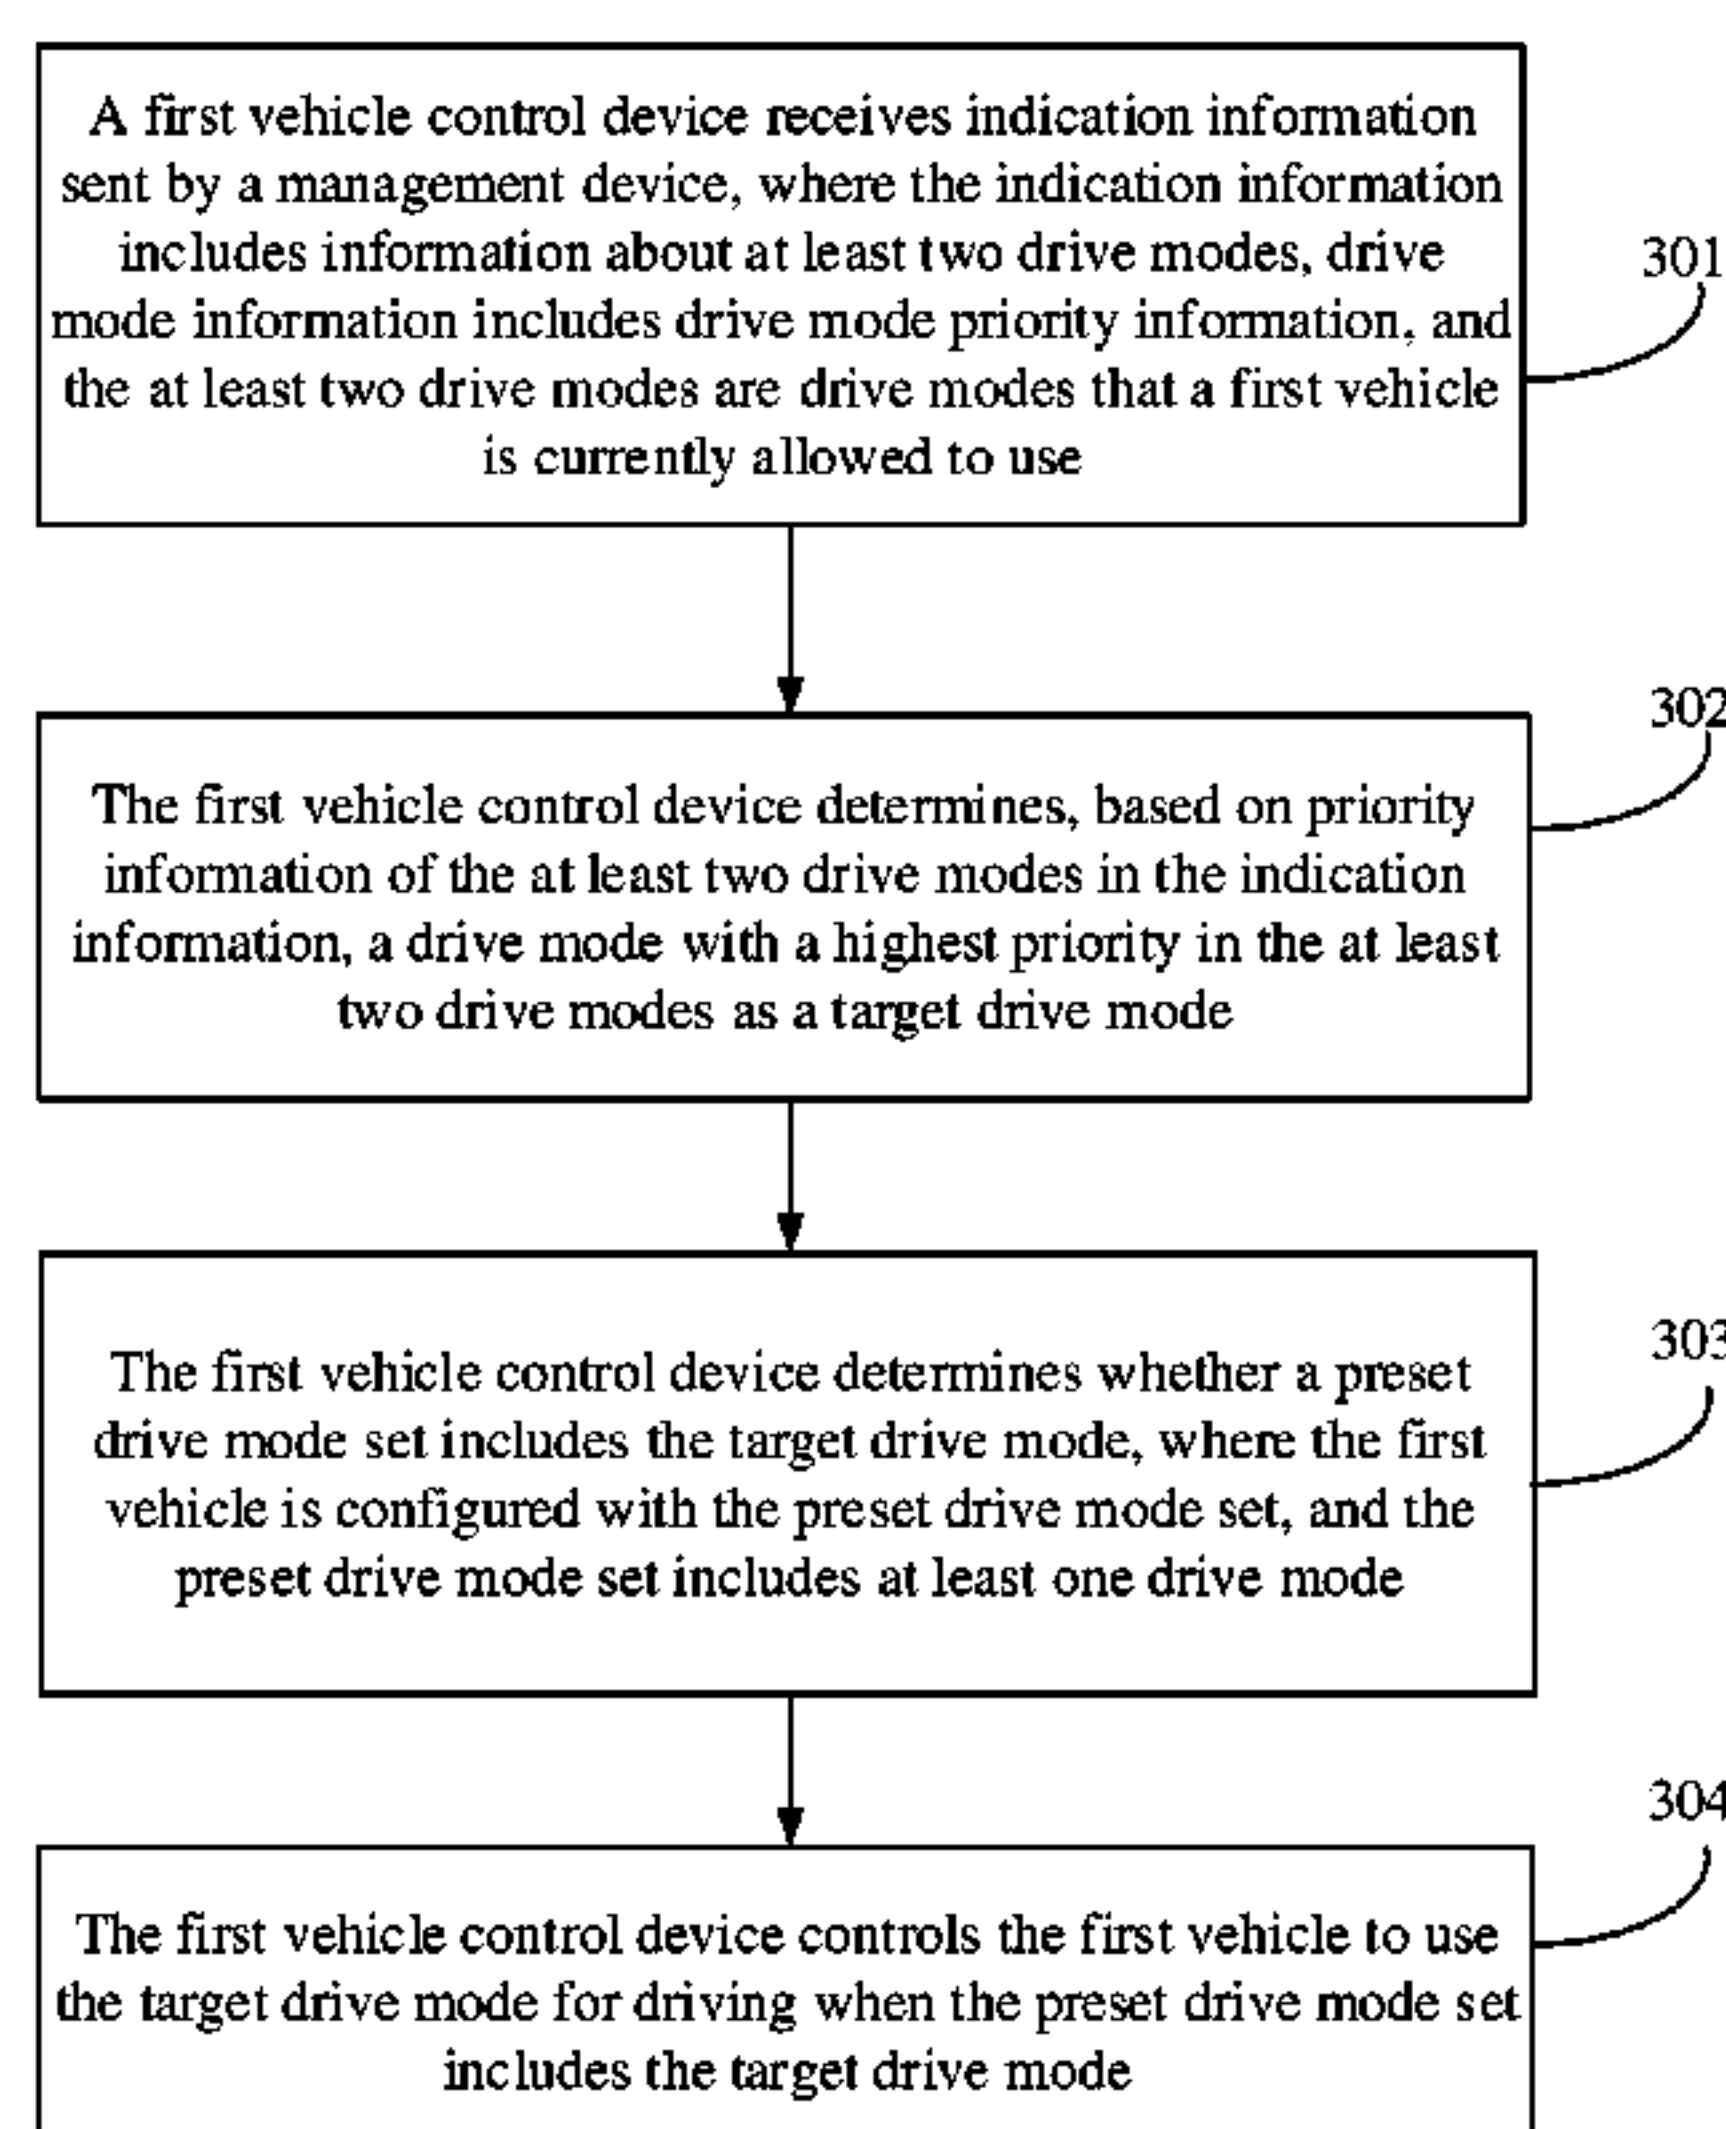 A first vehicle control device receives indication information
sent by a management device, where the indication information
includes information about at least two drive modes, drive
mode information includes drive mode priority information, and
the at least two drive modes are drive modes that a first vehicle
is currently allowed to use
301
302
The first vehicle control device determines, based on priority
information of the at least two drive modes in the indication
information, a drive mode with a highest priority in the at least
two drive modes as a target drive mode
303
The first vehicle control device determines whether a preset
drive mode set includes the target drive mode, where the first
vehicle is configured with the preset drive mode set, and the
preset drive mode set includes at least one drive mode
304
The first vehicle control device controls the first vehicle to use
the target drive mode for driving when the preset drive mode set
includes the target drive mode